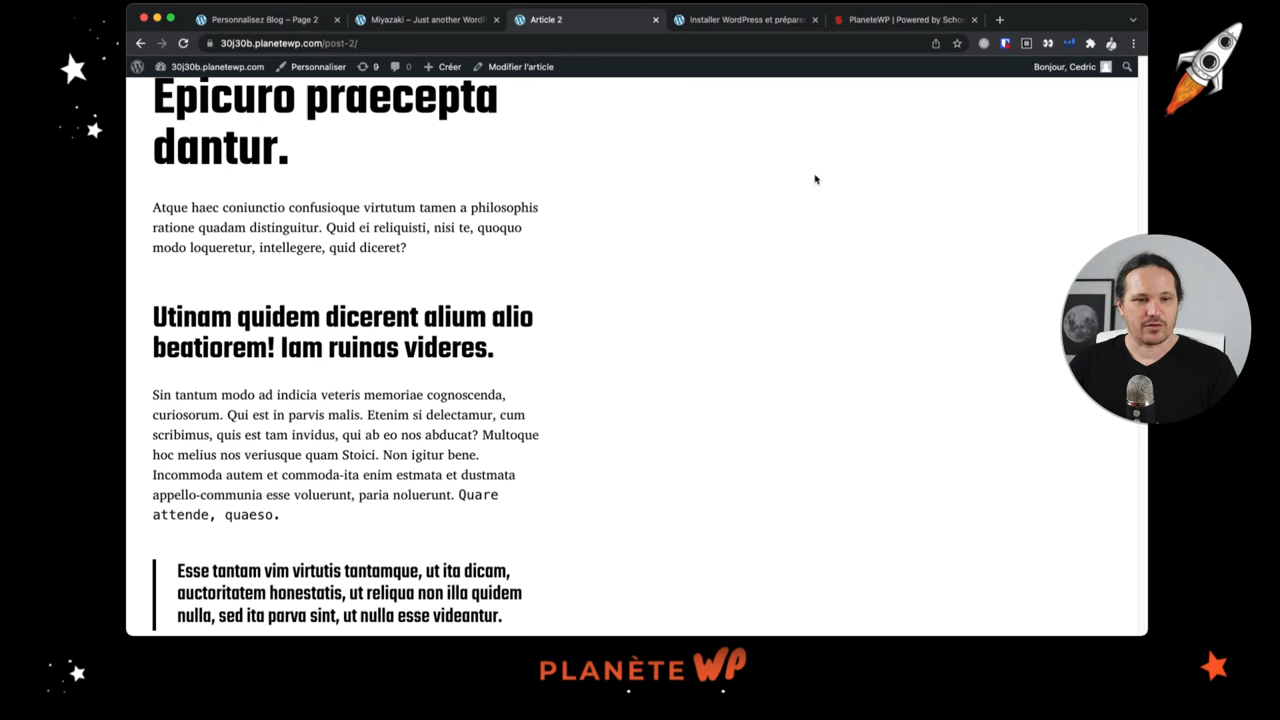 Personnalisez Blog – Page 2
Miyazaki – Just another WordP
Article 2
Installer WordPress et prépare
PlaneteWP | Powered by Scho
30j30b.planetewp.com/post-2/
30j30b.planetewp.com
Personnaliser
9
0
Créer
Modifier l'article
Bonjour, Cedric
Epicuro praecepta
dantur.
Atque haec coniunctio confusioque virtutum tamen a philosophis
ratione quadam distinguitur. Quid ei reliquisti, nisi te, quoquo
modo loqueretur, intellegere, quid diceret?
Utinam quidem dicerent alium alio
beatiorem! Iam ruinas videres.
Sin tantum modo ad indicia veteris memoriae cognoscenda,
curiosorum. Qui est in parvis malis. Etenim si delectamur, cum
scribimus, quis est tam invidus, qui ab eo nos abducat? Multoque
hoc melius nos veriusque quam Stoici. Non igitur bene.
Incommoda autem et commoda-ita enim estmata et dustmata
appello-communia esse voluerunt, paria noluerunt. Quare
attende, quaeso.
Esse tantam vim virtutis tantamque, ut ita dicam,
auctoritatem honestatis, ut reliqua non illa quidem
nulla, sed ita parva sint, ut nulla esse videantur.
PLANÈTE WP